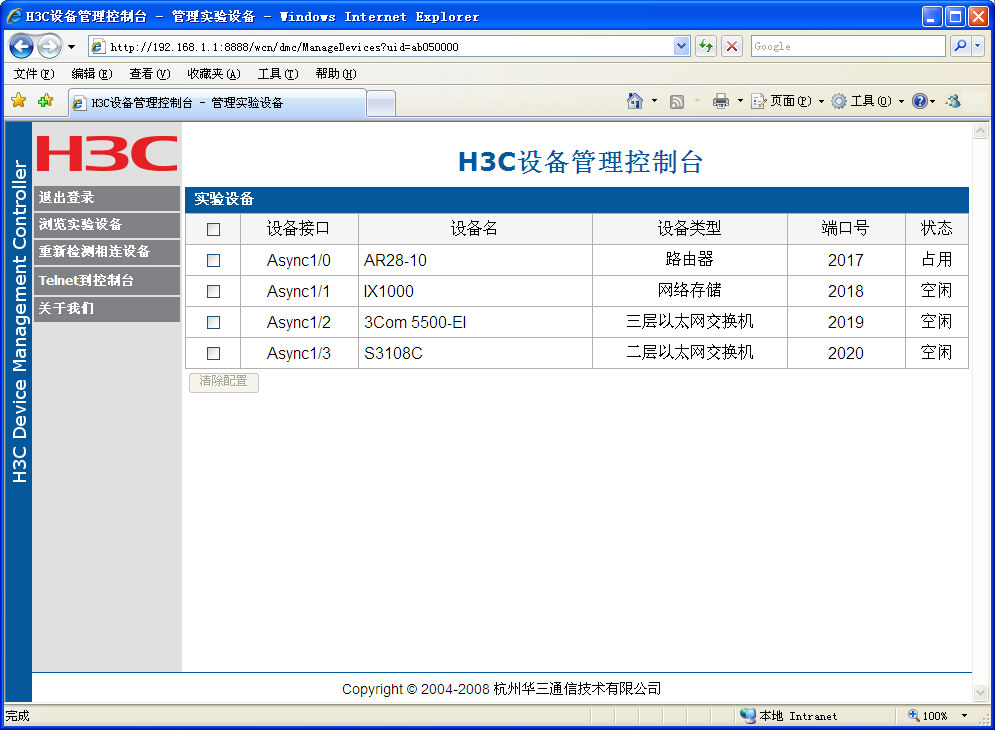 H3C设备管理控制台 - 管理实验设备 - Windows Internet Explorer
http://192.168.1.1:8888/wcn/dmc/ManageDevices?uid=ab050000
Google
文件(F) 编辑(E) 查看(V) 收藏夹(A) 工具(T) 帮助(H)
H3C设备管理控制台 - 管理实验设备
页面(P) 工具(O)
H3C Device Management Controller
H3C
退出登录
浏览实验设备
重新检测相连设备
Telnet到控制台
关于我们
H3C设备管理控制台
实验设备
设备接口 设备名 设备类型 端口号 状态
Async1/0 AR28-10 路由器 2017 占用
Async1/1 IX1000 网络存储 2018 空闲
Async1/2 3Com 5500-EI 三层以太网交换机 2019 空闲
Async1/3 S3108C 二层以太网交换机 2020 空闲
清除配置
Copyright © 2004-2008 杭州华三通信技术有限公司
完成
本地 Intranet
100%